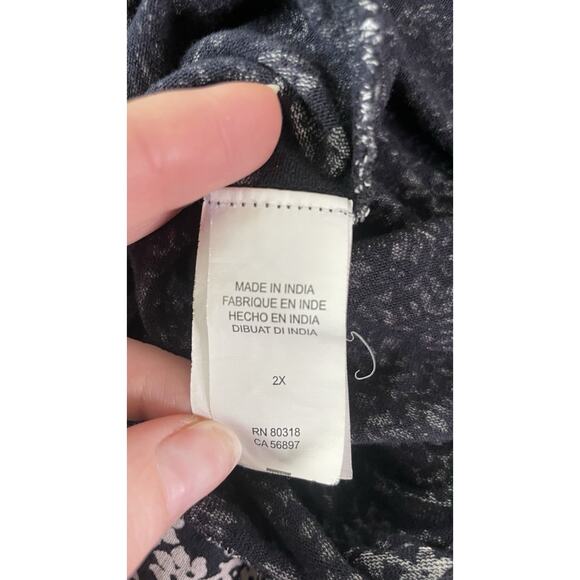 MADE IN INDIA
FABRIQUE EN INDE
HECHO EN INDIA
DIBUAT DI INDIA
2X
RN 80318
CA 56897